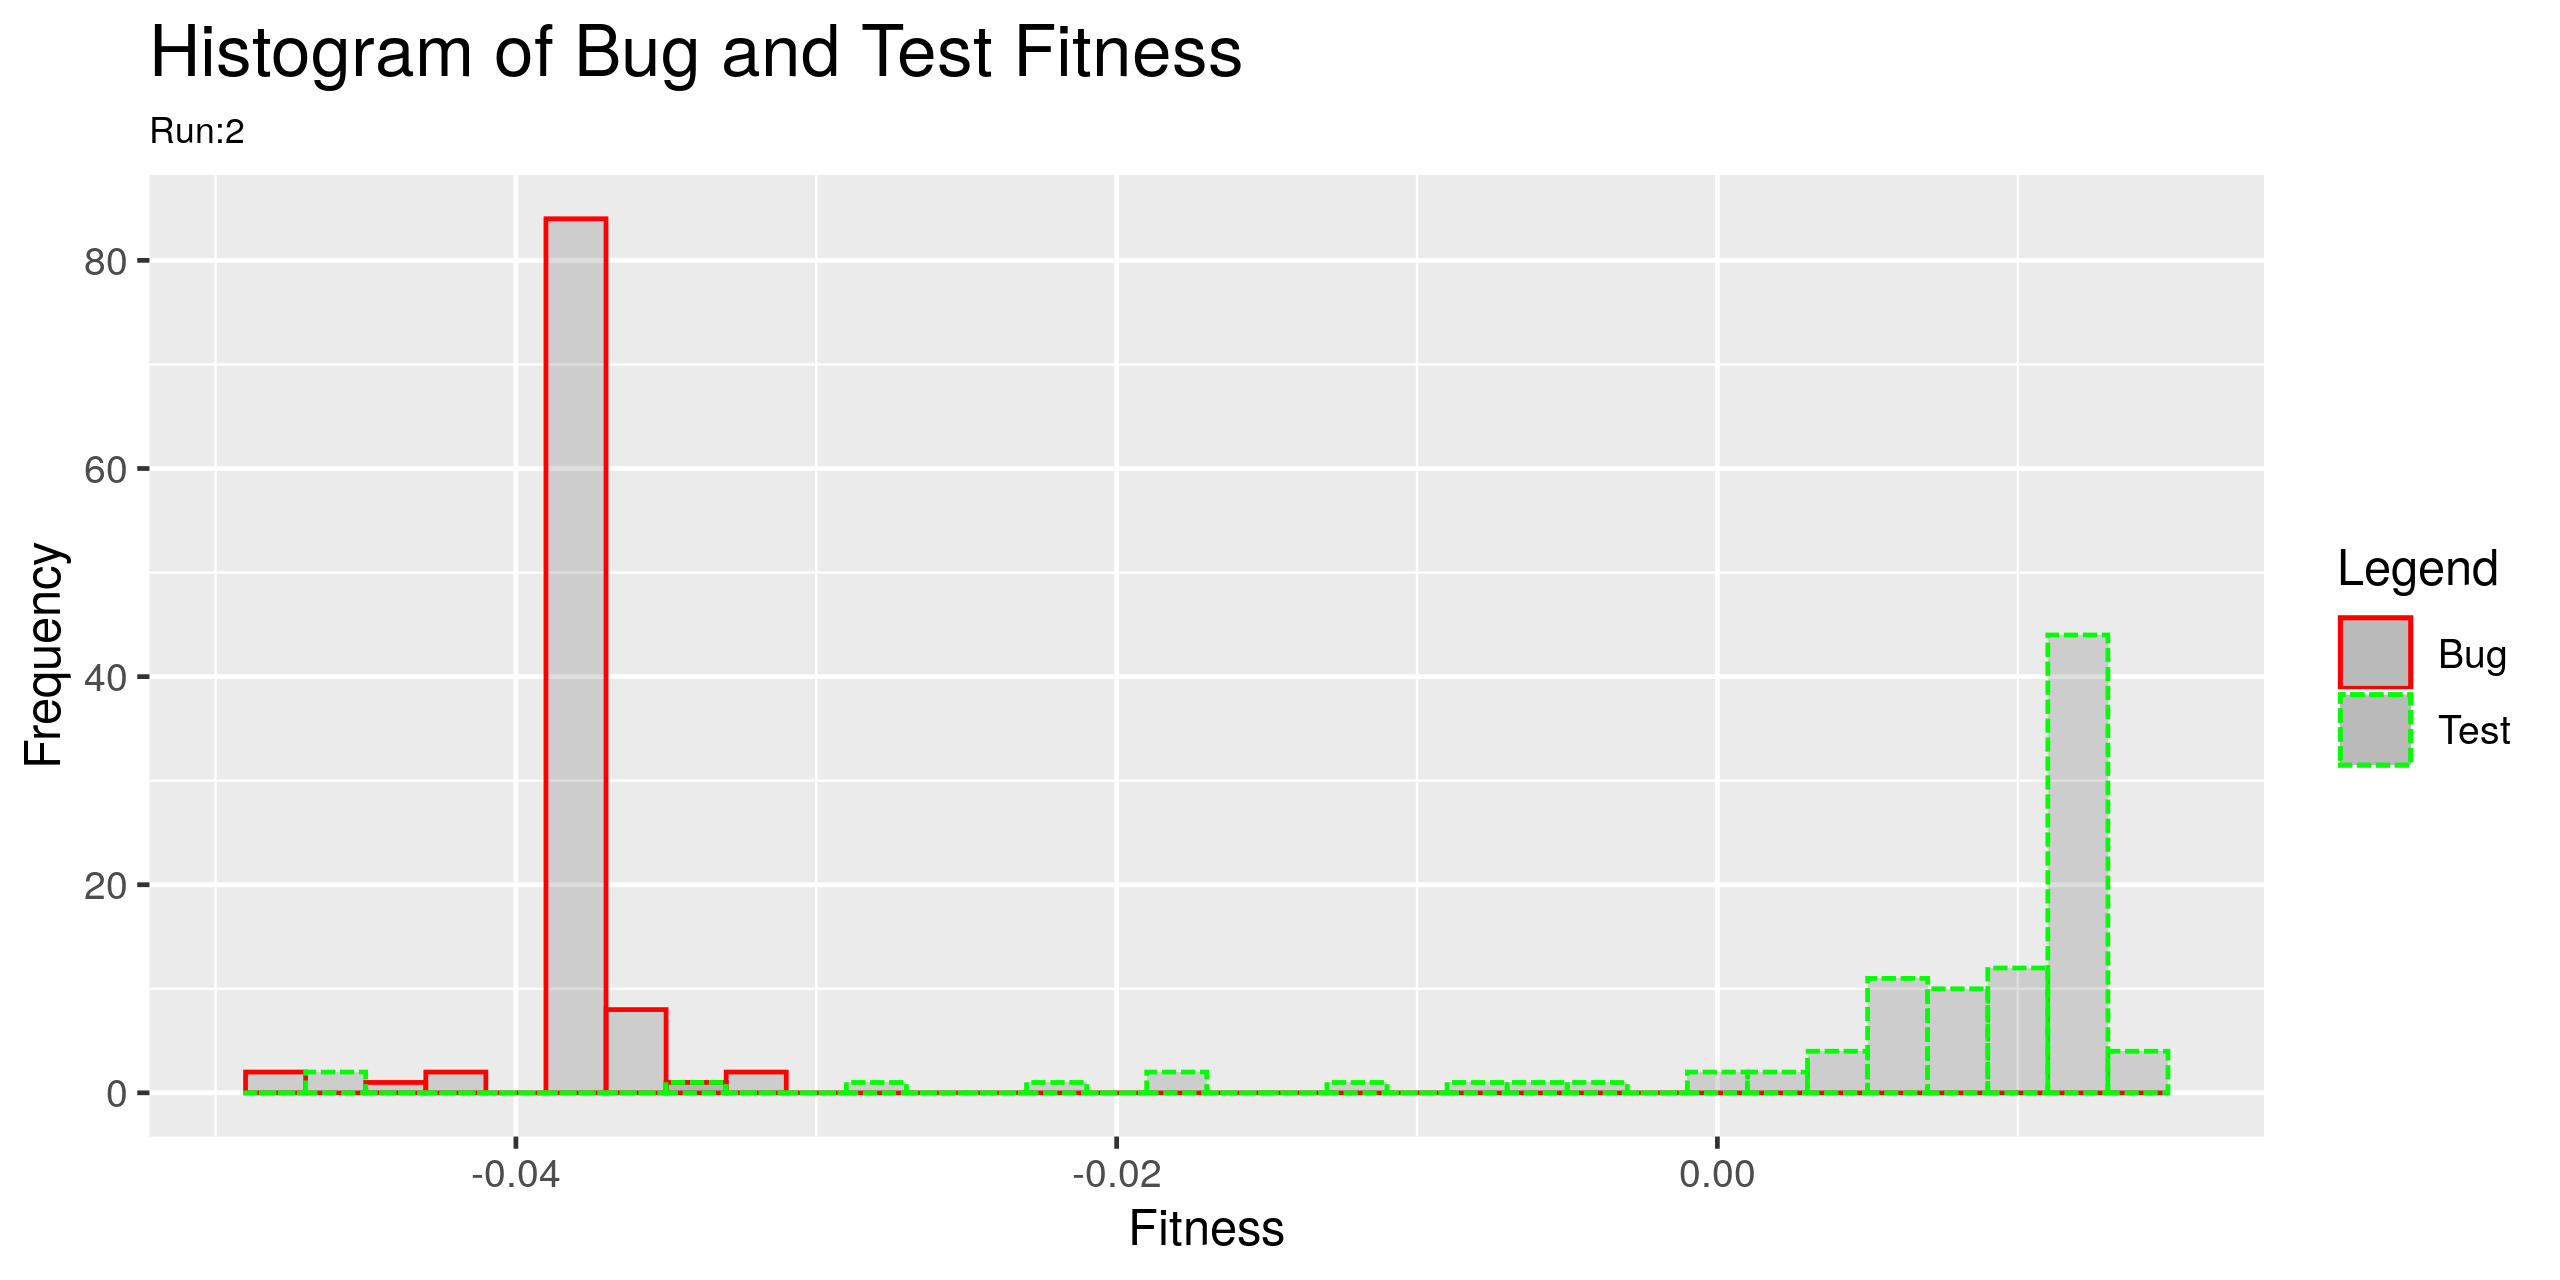 Histogram of Bug and Test Fitness
Run:2
Frequency
80
60
40
20
0
-0.04
-0.02
0.00
Fitness
Legend
Bug
Test